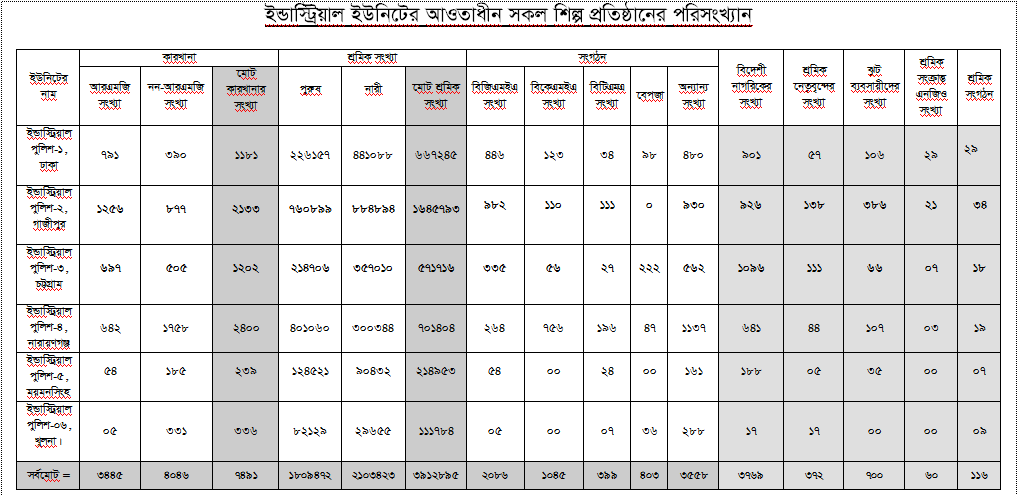 ইন্ডাস্ট্রিয়াল ইউনিটের আওতাধীন সকল শিল্প প্রতিষ্ঠানের পরিসংখ্যান
ইউনিটের নাম কারখানা শ্রমিক সংখ্যা সংগঠন বিদেশী নাগরিকের সংখ্যা শ্রমিক নেতৃবৃন্দের সংখ্যা ঝুট ব্যবসায়ীদের সংখ্যা শ্রমিক সংক্রান্ত এনজিও সংখ্যা শ্রমিক সংগঠন
আরএমজি সংখ্যা নন-আরএমজি সংখ্যা মোট কারখানার সংখ্যা পুরুষ নারী মোট শ্রমিক সংখ্যা বিজিএমইএ সংখ্যা বিকেএমইএ সংখ্যা বিটিএমএ সংখ্যা বেপজা অন্যান্য সংখ্যা
ইন্ডাস্ট্রিয়াল পুলিশ-১, ঢাকা ৭৯১ ৩৯০ ১১৮১ ২২৬১৫৭ ৪৪১০৮৮ ৬৬৭২৪৫ ৪৪৬ ১২৩ ৩৪ ৯৮ ৪৮০ ৯০১ ৫৭ ১০৬ ২৯ ২৯
ইন্ডাস্ট্রিয়াল পুলিশ-২, গাজীপুর ১২৫৬ ৮৭৭ ২১৩৩ ৭৬০৮৯৯ ৮৮৪৮৯৪ ১৬৪৫৭৯৩ ৯৮২ ১১০ ১১১ ০ ৯৩০ ৯২৬ ১৩৮ ৩৮৬ ২১ ৩৪
ইন্ডাস্ট্রিয়াল পুলিশ-৩, চট্টগ্রাম ৬৯৭ ৫০৫ ১২০২ ২১৪৭০৬ ৩৫৭০১০ ৫৭১৭১৬ ৩৩৫ ৫৬ ২৭ ২২২ ৫৬২ ১০৯৬ ১১১ ৬৬ ০৭ ১৮
ইন্ডাস্ট্রিয়াল পুলিশ-৪, নারায়ণগঞ্জ ৬৪২ ১৭৫৮ ২৪০০ ৪০১০৬০ ৩০০৩৪৪ ৭০১৪০৪ ২৬৪ ৭৫৬ ১৯৬ ৪৭ ১১৩৭ ৬৪১ ৪৪ ১০৭ ০৩ ১৯
ইন্ডাস্ট্রিয়াল পুলিশ-৫, ময়মনসিংহ ৫৪ ১৮৫ ২৩৯ ১২৪৫২১ ৯০৪৩২ ২১৪৯৫৩ ৫৪ ০০ ২৪ ০০ ১৬১ ১৮৮ ০৫ ৩৫ ০০ ০৭
ইন্ডাস্ট্রিয়াল পুলিশ-০৬, খুলনা। ০৫ ৩৩১ ৩৩৬ ৮২১২৯ ২৯৬৫৫ ১১১৭৮৪ ০৫ ০০ ০৭ ৩৬ ২৮৮ ১৭ ১৭ ০০ ০০ ০৯
সর্বমোট = ৩৪৪৫ ৪০৪৬ ৭৪৯১ ১৮০৯৪৭২ ২১০৩৪২৩ ৩৯১২৮৯৫ ২০৮৬ ১০৪৫ ৩৯৯ ৪০৩ ৩৫৫৮ ৩৭৬৯ ৩৭২ ৭০০ ৬০ ১১৬